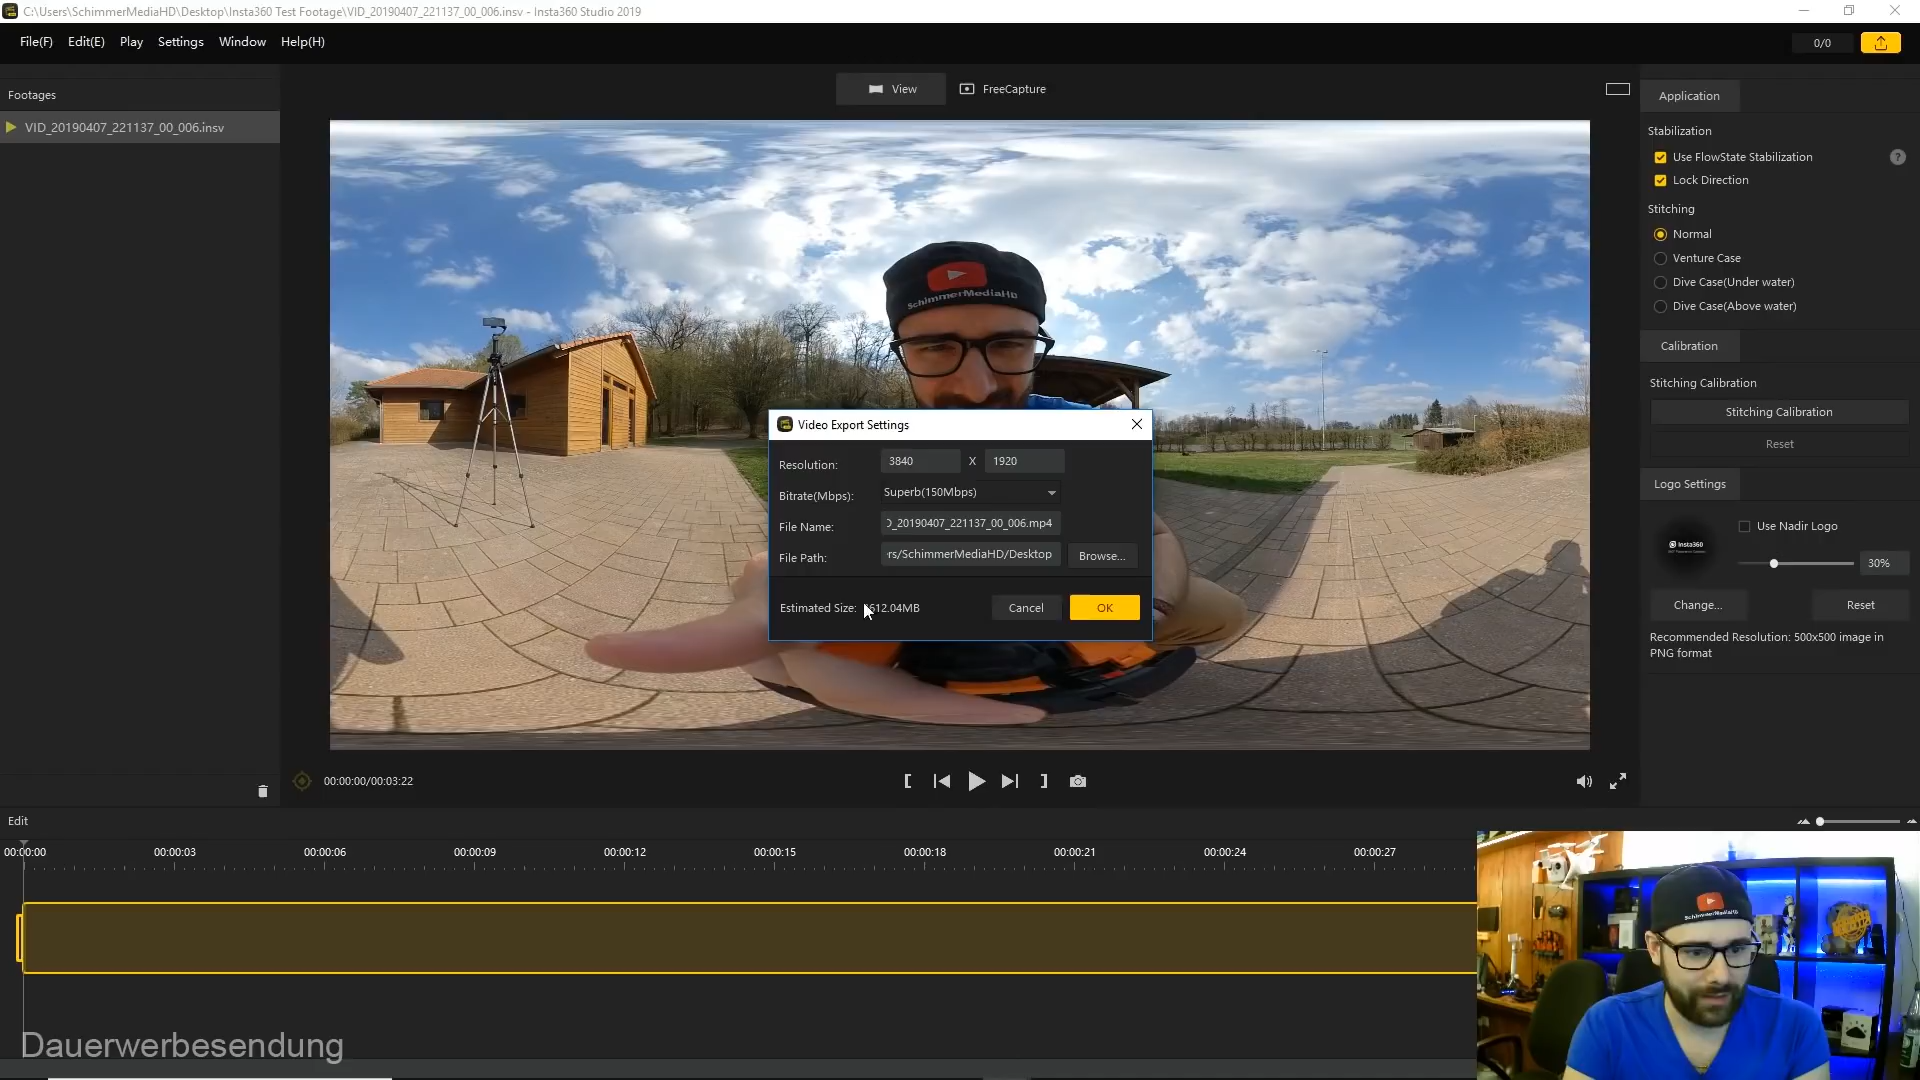 C:\Users\SchimmerMediaHD\Desktop\Insta360 Test Footage\VID_20190407_221137_00_006.insv - Insta360 Studio 2019
File(F) Edit(E) Play Settings Window Help(H)
0/0
Footages
VID_20190407_221137_00_006.insv
View FreeCapture
Application
Stabilization
Use FlowState Stabilization ?
Lock Direction
Stitching
Normal
Venture Case
Dive Case(Under water)
Dive Case(Above water)
Calibration
Stitching Calibration
Stitching Calibration
Reset
Logo Settings
Use Nadir Logo
Insta360
30%
Change... Reset
Recommended Resolution: 500x500 image in
PNG format
SchimmerMediaHD
Video Export Settings
Resolution: 3840 X 1920
Bitrate(Mbps): Superb(150Mbps)
File Name: D_20190407_221137_00_006.mp4
File Path: rs/SchimmerMediaHD/Desktop Browse...
Estimated Size: 612.04MB Cancel OK
00:00:00/00:03:22
Edit
00:00:00 00:00:03 00:00:06 00:00:09 00:00:12 00:00:15 00:00:18 00:00:21 00:00:24 00:00:27
SchimmerMediaHD
Dauerwerbesendung